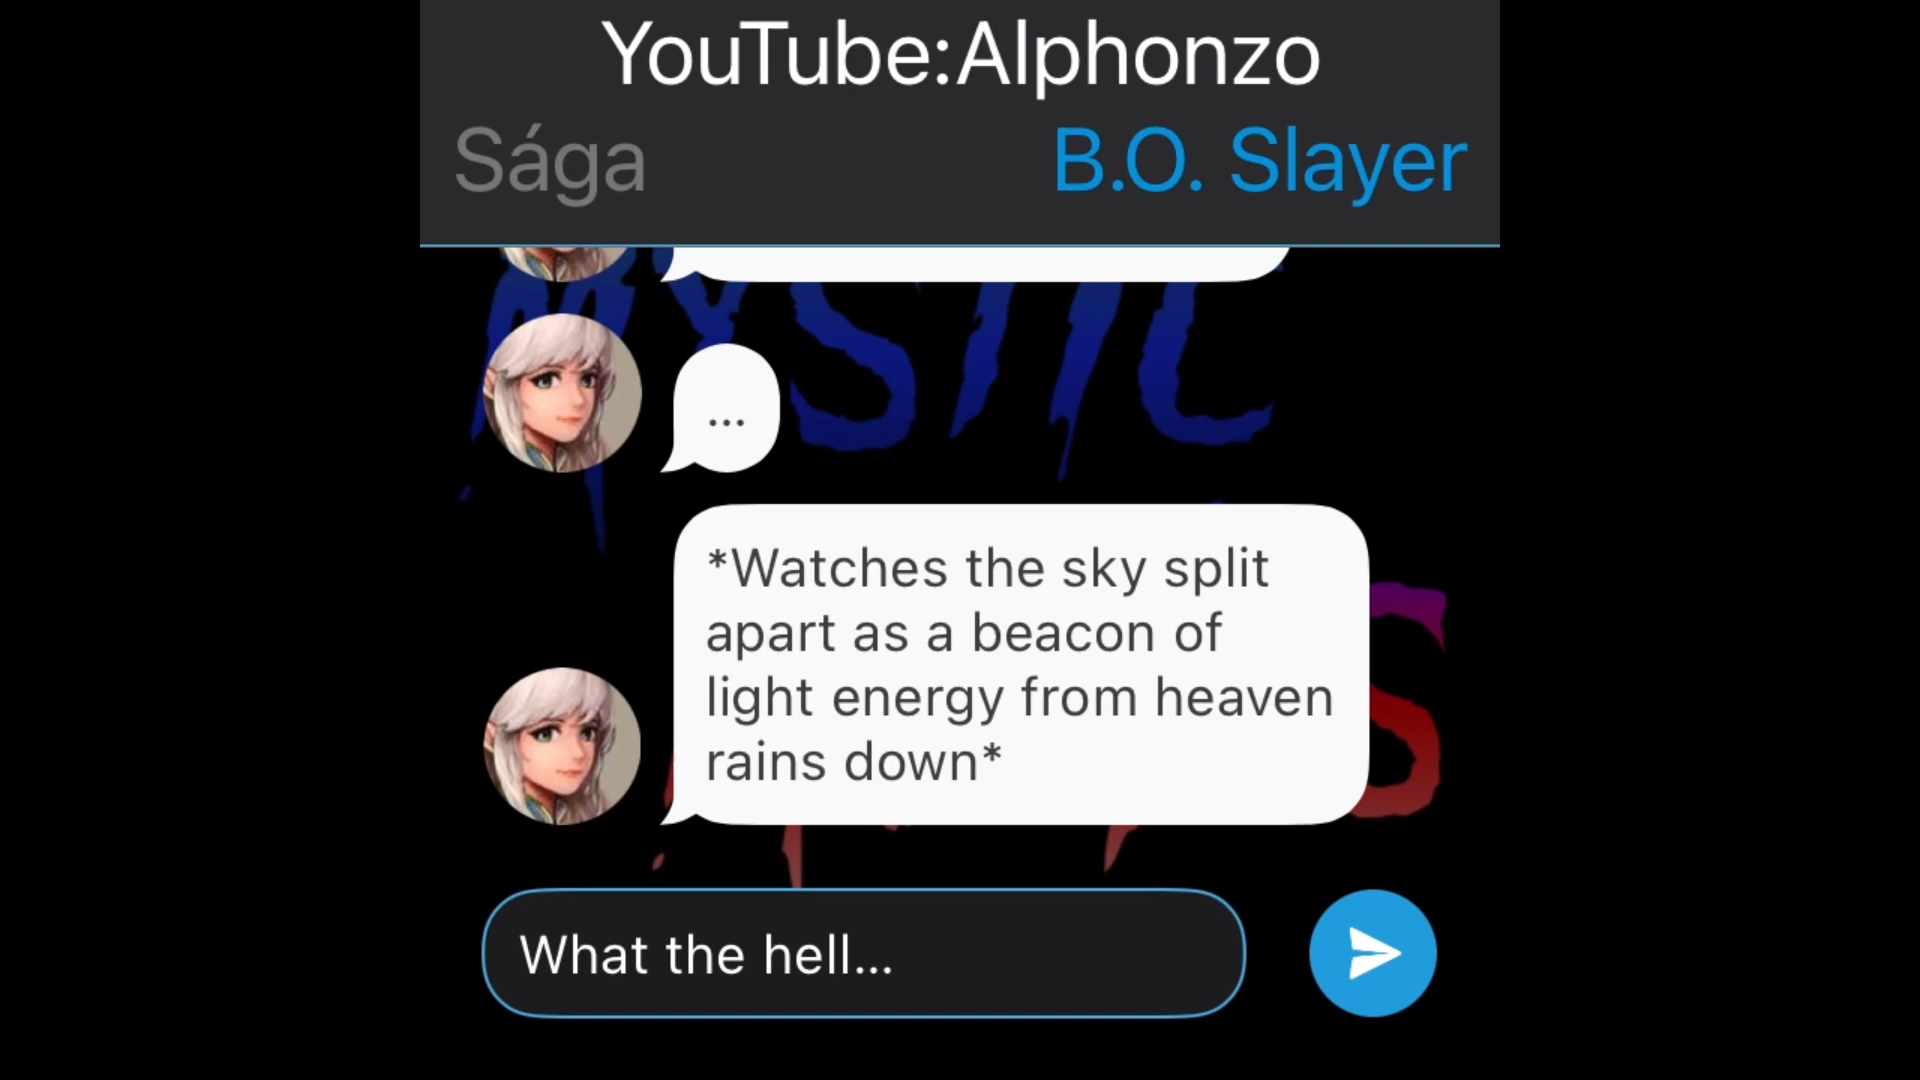 YouTube:Alphonzo
Sága B.O. Slayer
MYSTIC
...
*Watches the sky split
apart as a beacon of
light energy from heaven
rains down*
What the hell...